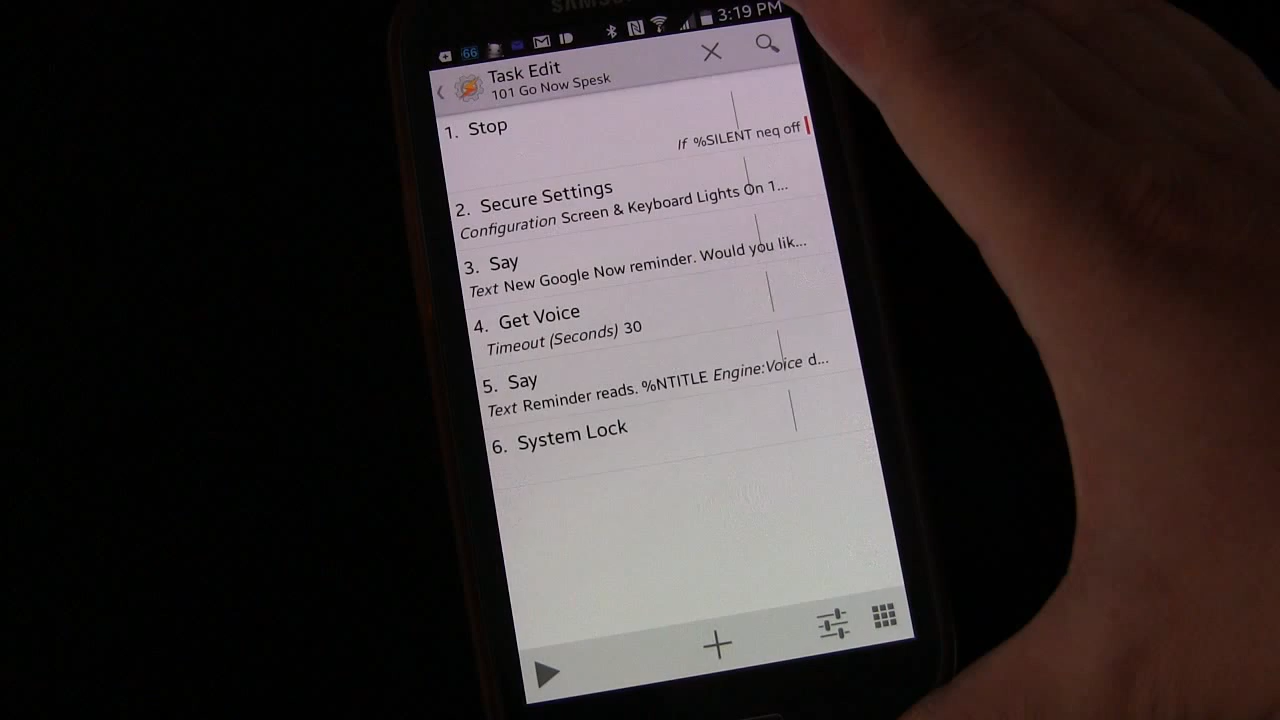 SAMSUNG
66 3:19 PM
Task Edit
101 Go Now Spesk
1. Stop
If %SILENT neq off
2. Secure Settings
Configuration Screen & Keyboard Lights On 1...
3. Say
Text New Google Now reminder. Would you lik...
4. Get Voice
Timeout (Seconds) 30
5. Say
Text Reminder reads. %NTITLE Engine:Voice d...
6. System Lock